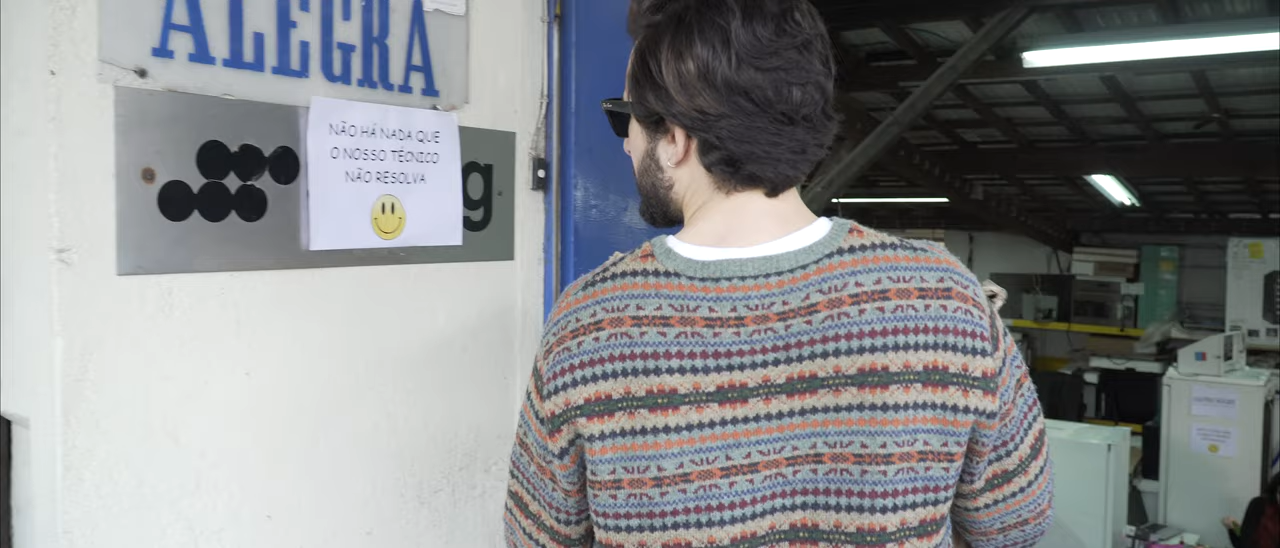 ALEGRA
NÃO HÁ NADA QUE
O NOSSO TÉCNICO
NÃO RESOLVA
g